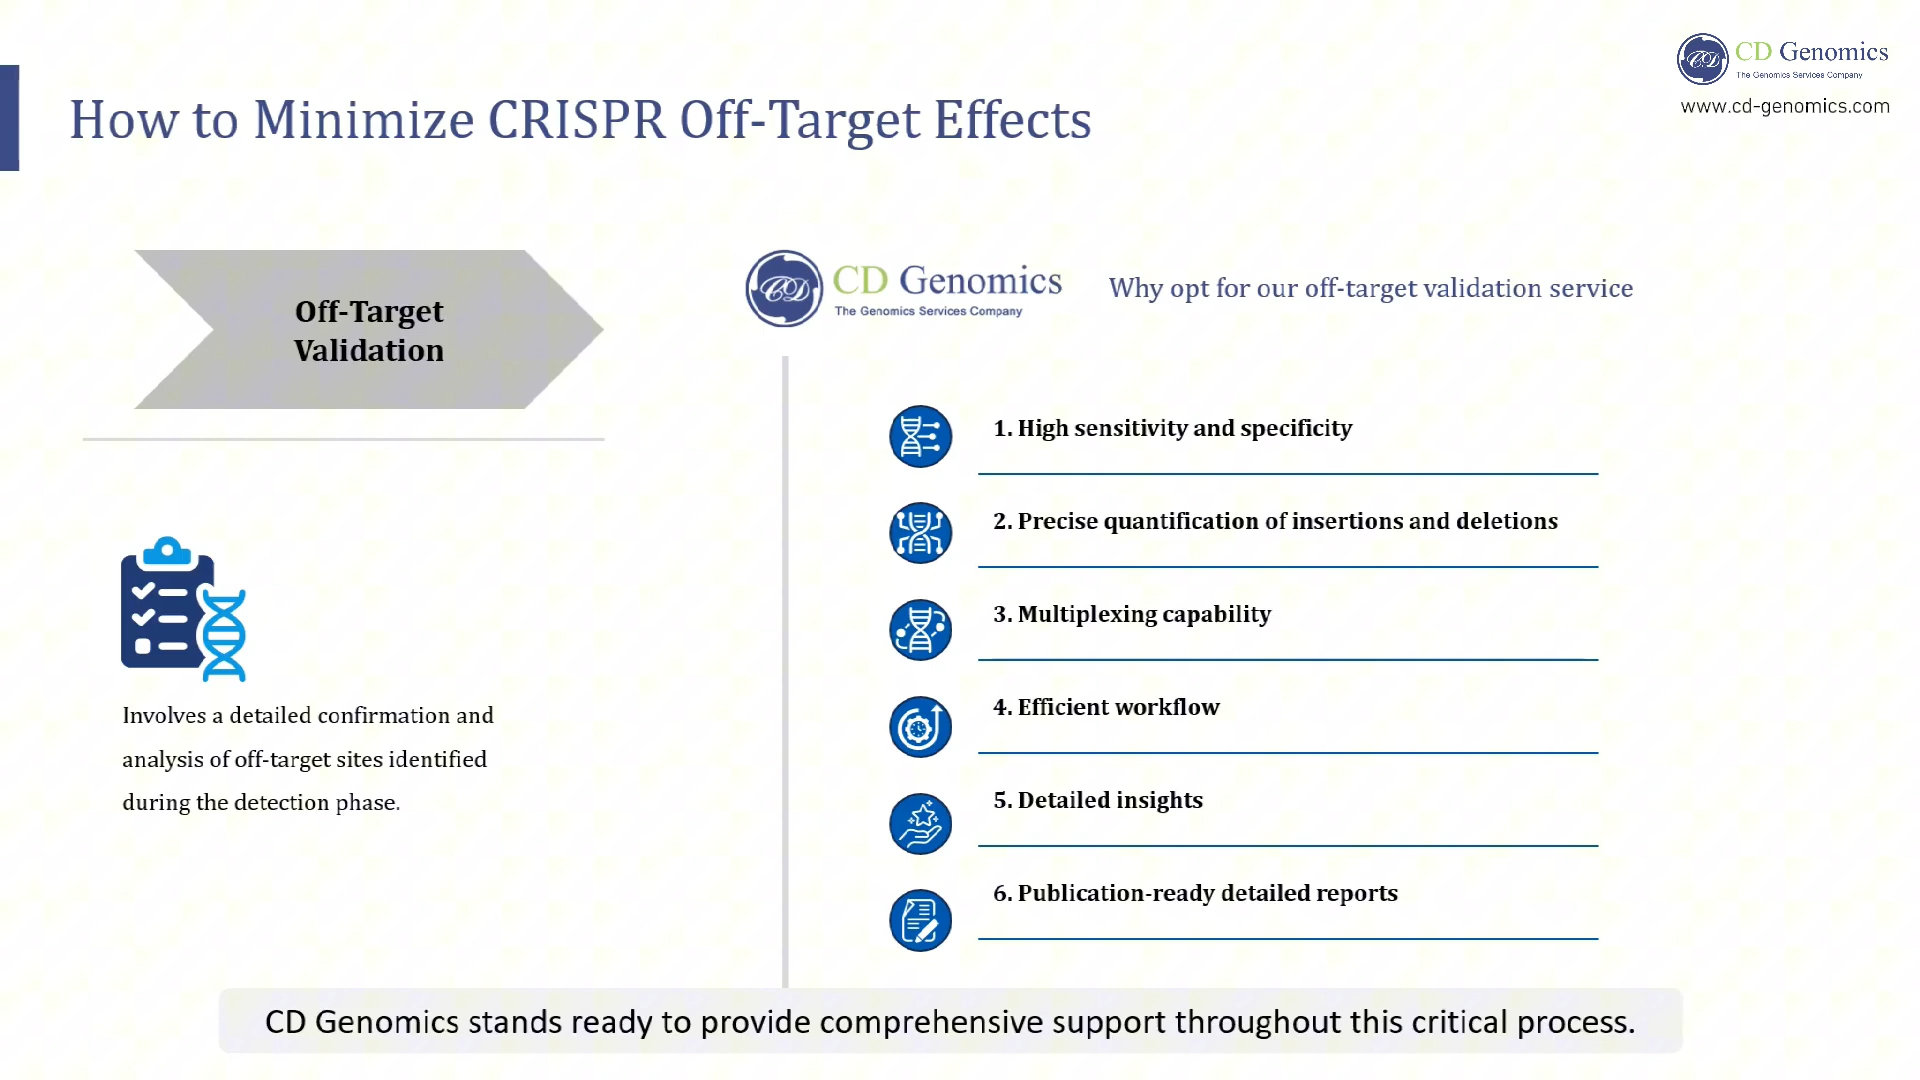 CD Genomics
The Genomics Services Company
www.cd-genomics.com
How to Minimize CRISPR Off-Target Effects
Off-Target
Validation
Involves a detailed confirmation and
analysis of off-target sites identified
during the detection phase.
CD Genomics
The Genomics Services Company
Why opt for our off-target validation service
1. High sensitivity and specificity
2. Precise quantification of insertions and deletions
3. Multiplexing capability
4. Efficient workflow
5. Detailed insights
6. Publication-ready detailed reports
CD Genomics stands ready to provide comprehensive support throughout this critical process.